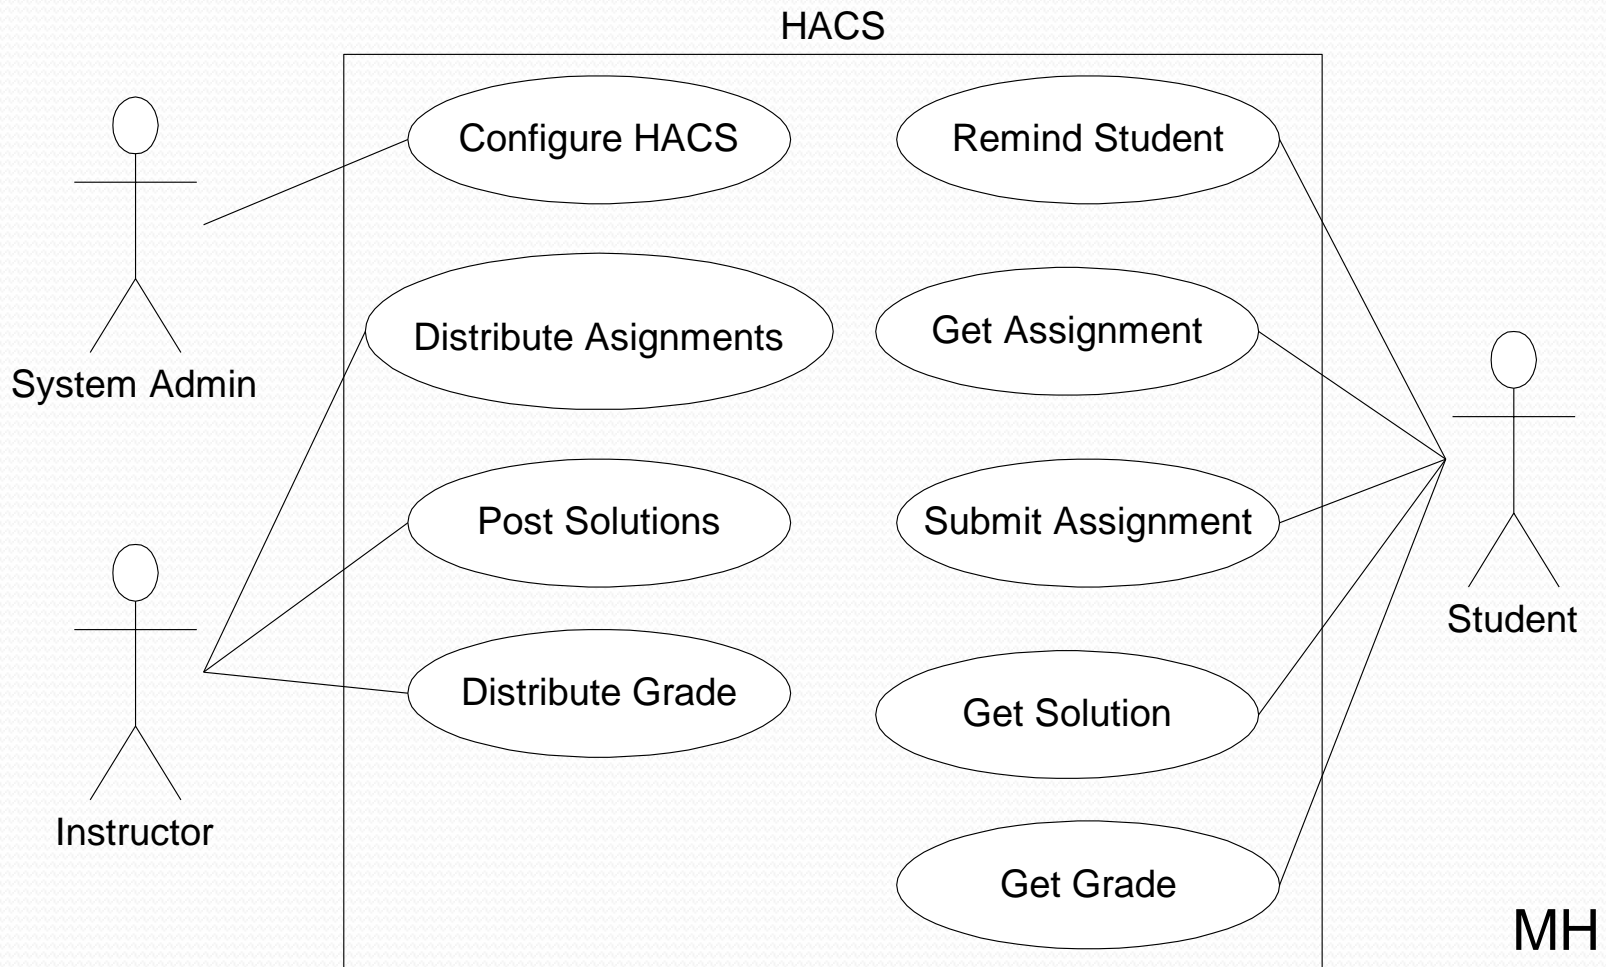 HACS
Configure HACS
Remind Student
Distribute Asignments
Get Assignment
System Admin
Post Solutions
Submit Assignment
Student
Distribute Grade
Get Solution
Instructor
Get Grade
MH